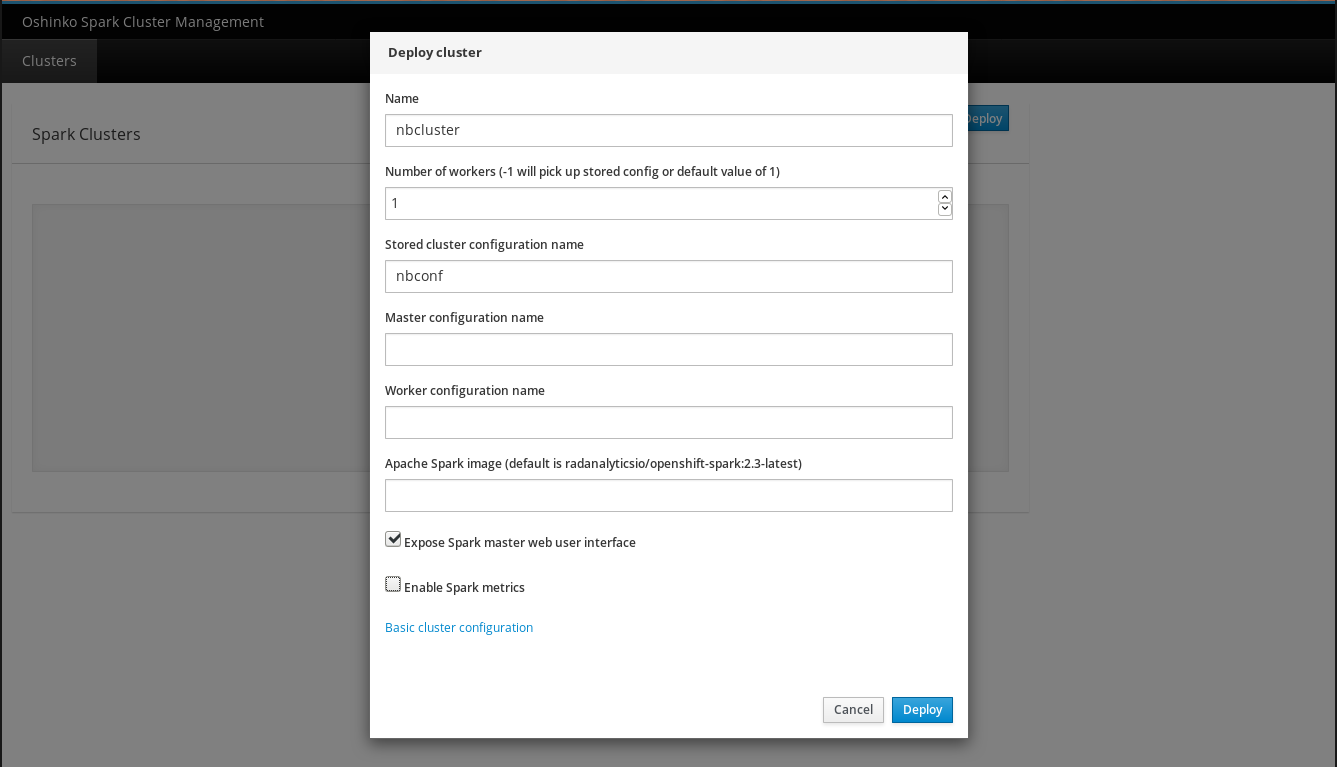 Oshinko Spark Cluster Management
Clusters
Spark Clusters
Deploy
Deploy cluster
Name
nbcluster
Number of workers (-1 will pick up stored config or default value of 1)
1
Stored cluster configuration name
nbconf
Master configuration name
Worker configuration name
Apache Spark image (default is radanalyticsio/openshift-spark:2.3-latest)
Expose Spark master web user interface
Enable Spark metrics
Basic cluster configuration
Cancel
Deploy